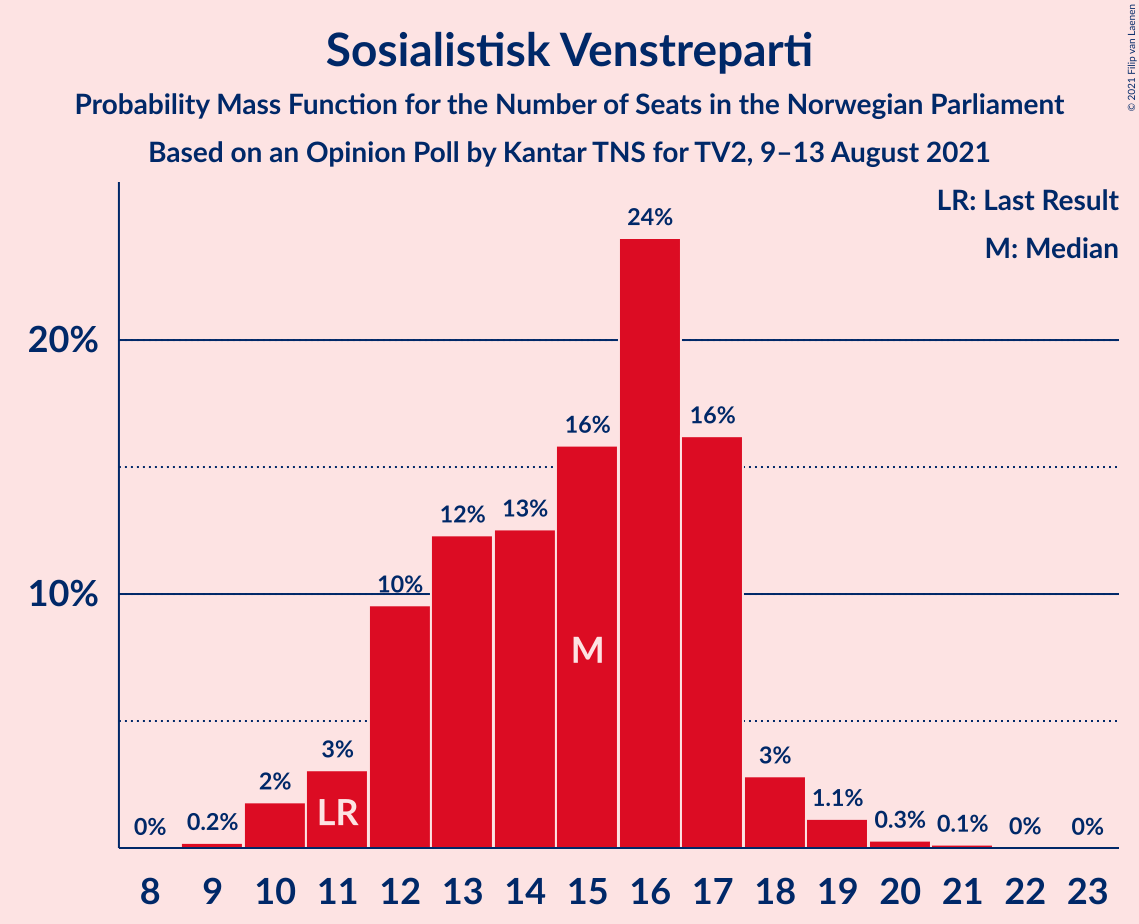 Sosialistisk Venstreparti
Probability Mass Function for the Number of Seats in the Norwegian Parliament
Based on an Opinion Poll by Kantar TNS for TV2, 9–13 August 2021
© 2021 Filip van Laenen
LR: Last Result
M: Median
20%
10%
0%
0.2%
2%
3%
10%
12%
13%
16%
24%
16%
3%
1.1%
0.3%
0.1%
0%
0%
LR
M
8 9 10 11 12 13 14 15 16 17 18 19 20 21 22 23